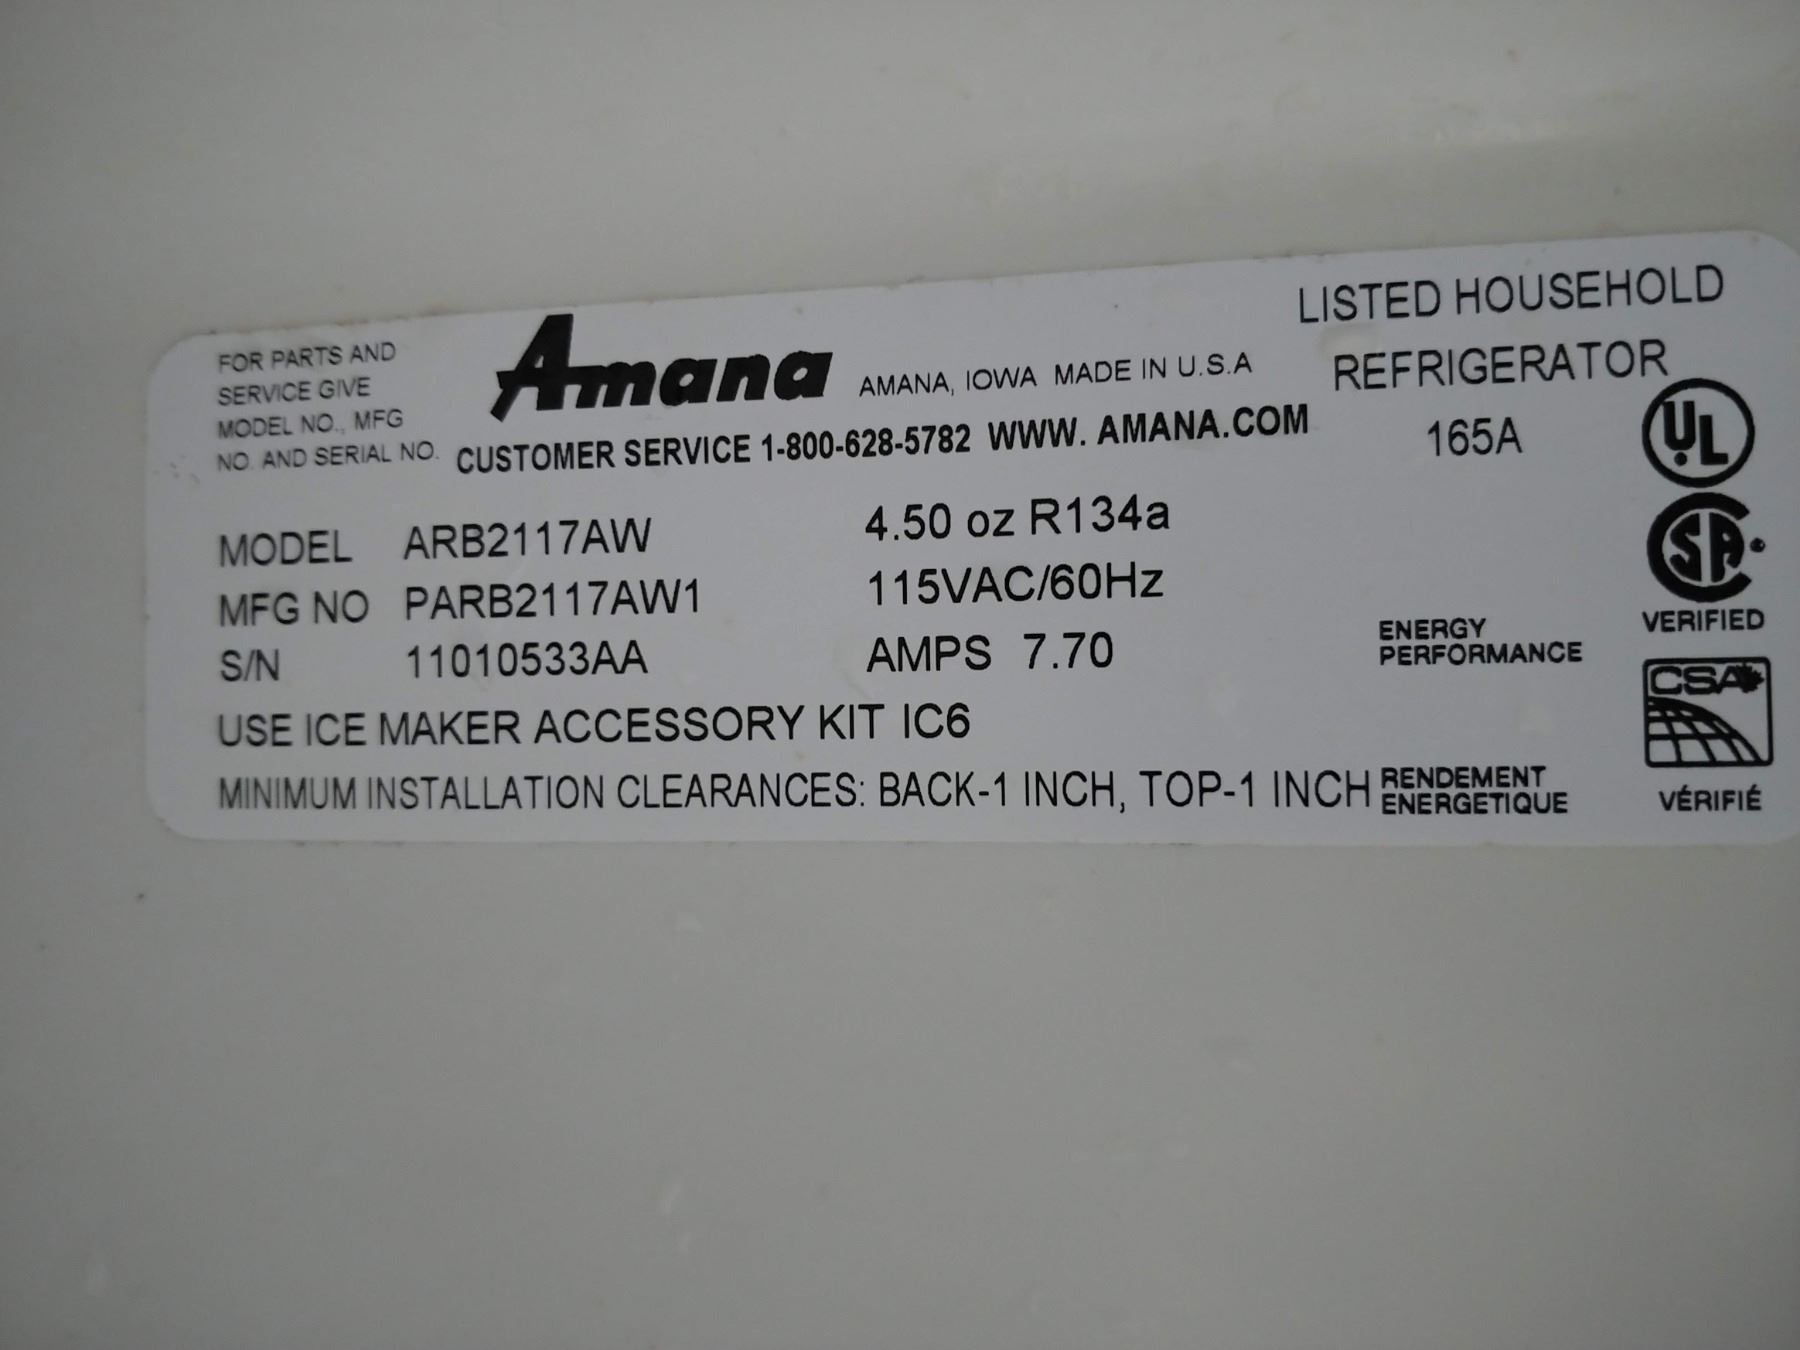 FOR PARTS AND
SERVICE GIVE
MODEL NO., MFG
NO. AND SERIAL NO.
Amana AMANA, IOWA MADE IN U.S.A
CUSTOMER SERVICE 1-800-628-5782 WWW. AMANA.COM
LISTED HOUSEHOLD
REFRIGERATOR
165A
UL
MODEL ARB2117AW 4.50 oz R134a
MFG NO PARB2117AW1 115VAC/60Hz
S/N 11010533AA AMPS 7.70
USE ICE MAKER ACCESSORY KIT IC6
MINIMUM INSTALLATION CLEARANCES: BACK-1 INCH, TOP-1 INCH
SA
ENERGY
PERFORMANCE
VERIFIED
CSA
RENDEMENT
ENERGETIQUE
VÉRIFIÉ